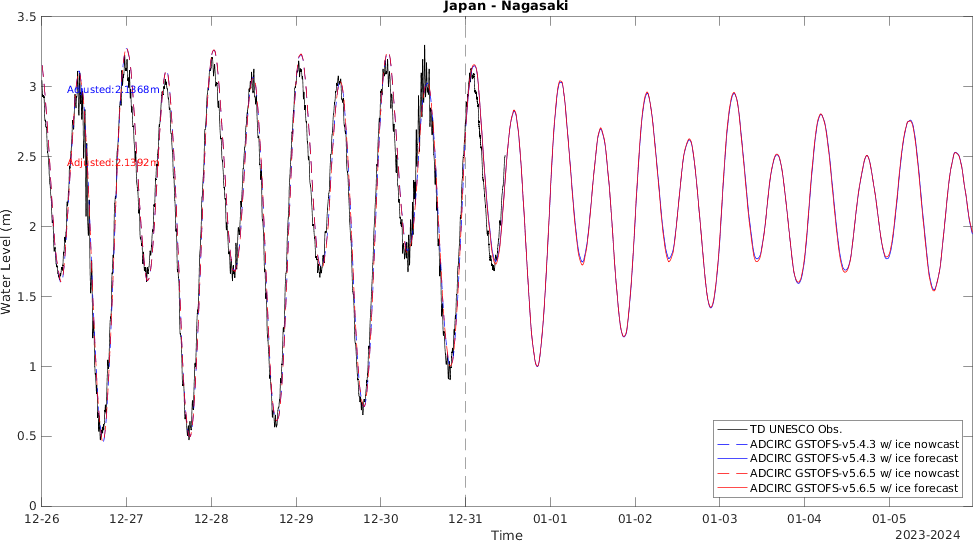 Japan - Nagasaki
3.5
3
2.5
2
1.5
1
0.5
0
Water Level (m)
Adjusted:2.1368m
Adjusted:2.1392m
TD UNESCO Obs.
ADCIRC GSTOFS-v5.4.3 w/ ice nowcast
ADCIRC GSTOFS-v5.4.3 w/ ice forecast
ADCIRC GSTOFS-v5.6.5 w/ ice nowcast
ADCIRC GSTOFS-v5.6.5 w/ ice forecast
12-26 12-27 12-28 12-29 12-30 12-31 01-01 01-02 01-03 01-04 01-05
Time
2023-2024